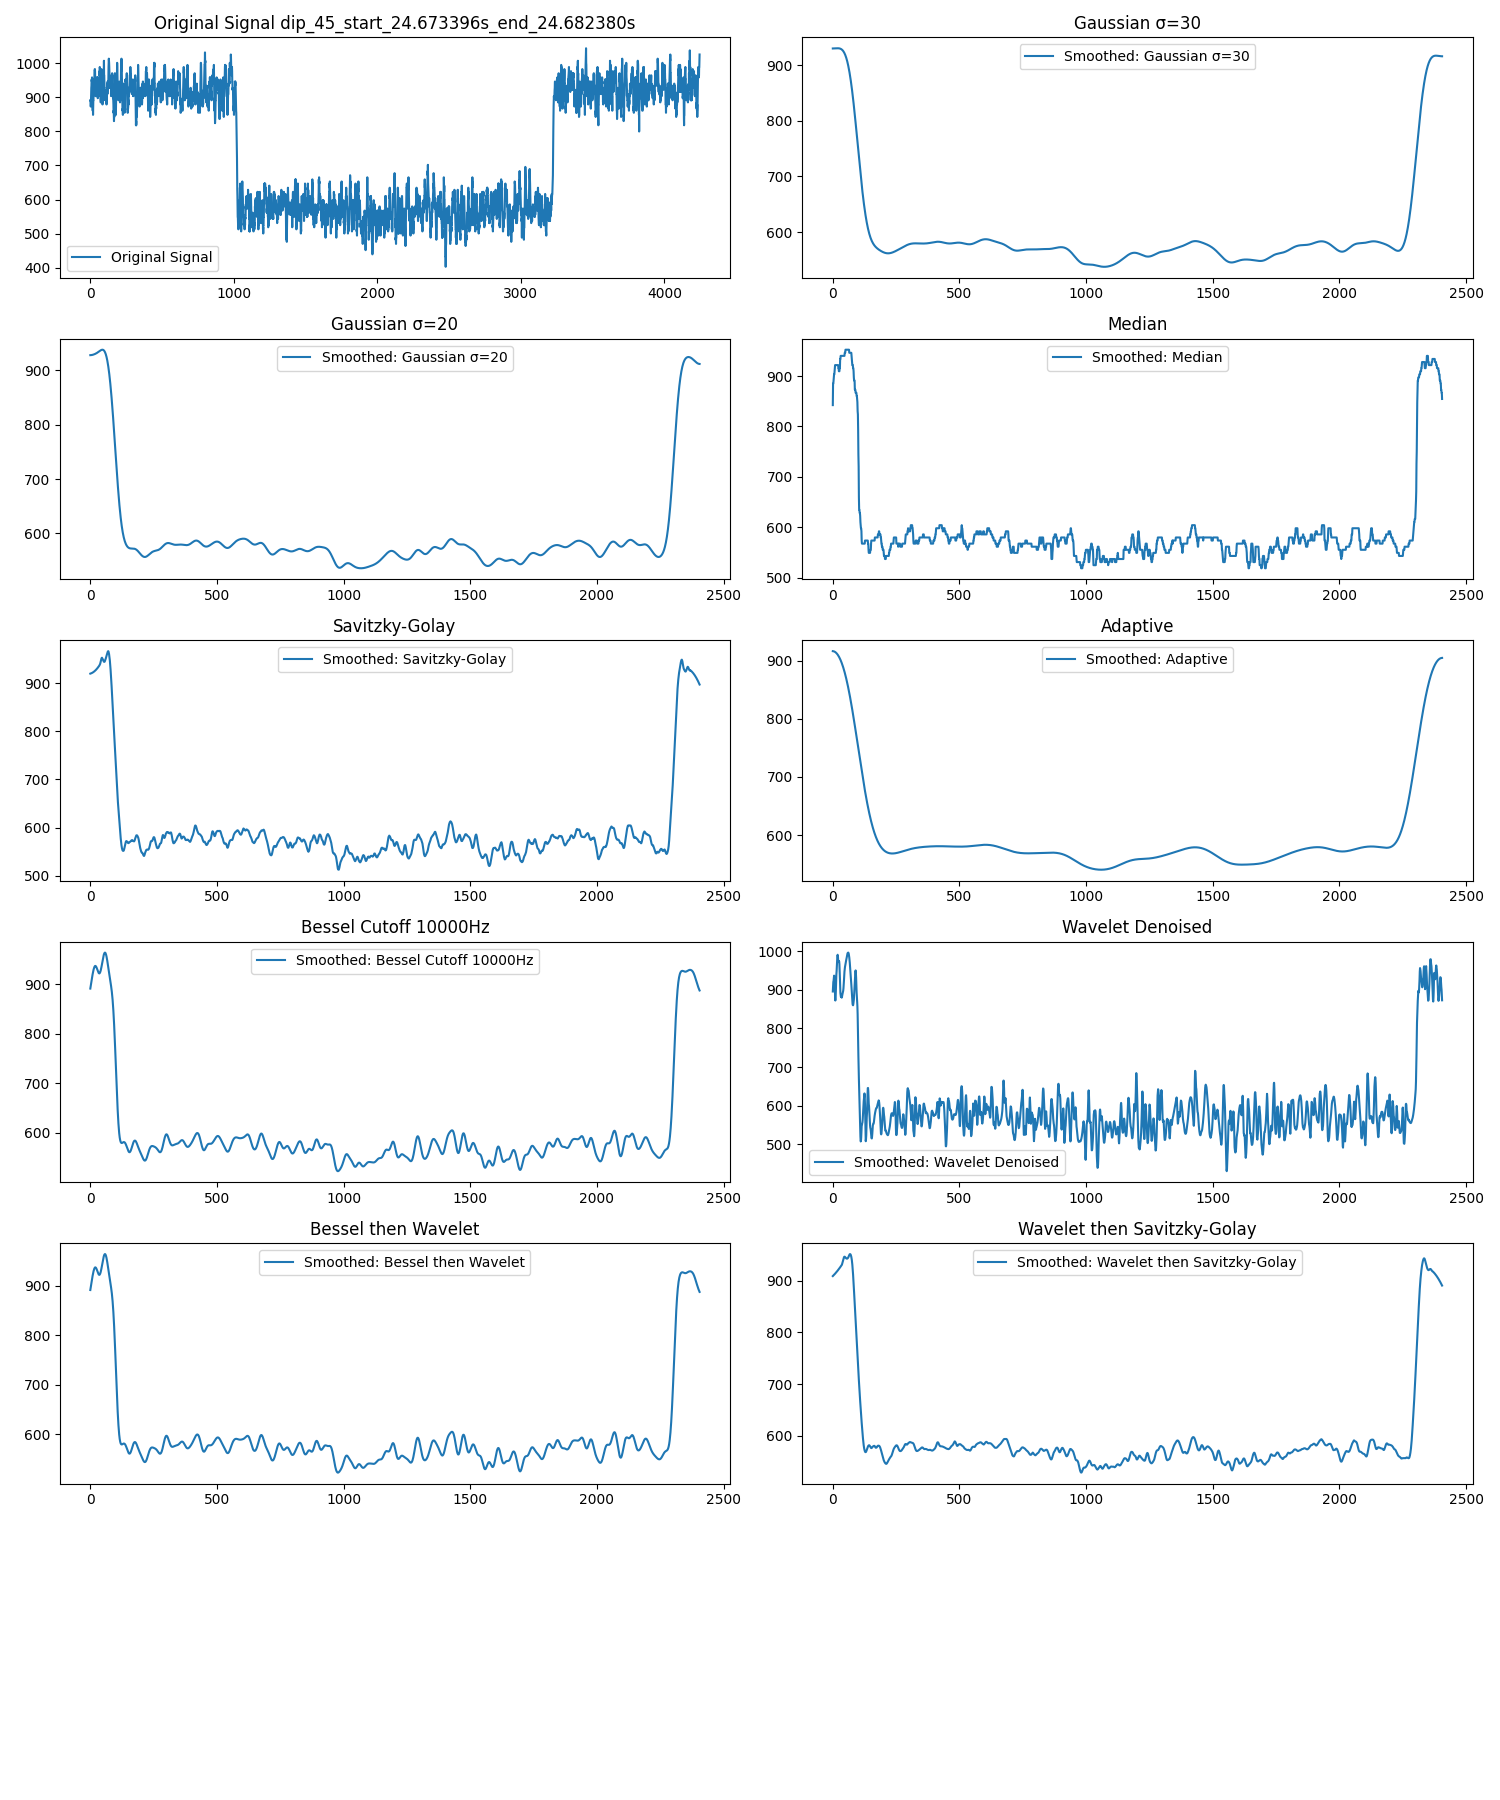 Original Signal dip_45_start_24.673396s_end_24.682380s
1000
900
800
700
600
500
400
Original Signal
0 1000 2000 3000 4000
Gaussian σ=30
Smoothed: Gaussian σ=30
900
800
700
600
0 500 1000 1500 2000 2500
Gaussian σ=20
Smoothed: Gaussian σ=20
900
800
700
600
0 500 1000 1500 2000 2500
Median
Smoothed: Median
900
800
700
600
500
0 500 1000 1500 2000 2500
Savitzky-Golay
Smoothed: Savitzky-Golay
900
800
700
600
500
0 500 1000 1500 2000 2500
Adaptive
Smoothed: Adaptive
900
800
700
600
0 500 1000 1500 2000 2500
Bessel Cutoff 10000Hz
Smoothed: Bessel Cutoff 10000Hz
900
800
700
600
0 500 1000 1500 2000 2500
Wavelet Denoised
1000
900
800
700
600
500
Smoothed: Wavelet Denoised
0 500 1000 1500 2000 2500
Bessel then Wavelet
Smoothed: Bessel then Wavelet
900
800
700
600
0 500 1000 1500 2000 2500
Wavelet then Savitzky-Golay
Smoothed: Wavelet then Savitzky-Golay
900
800
700
600
0 500 1000 1500 2000 2500